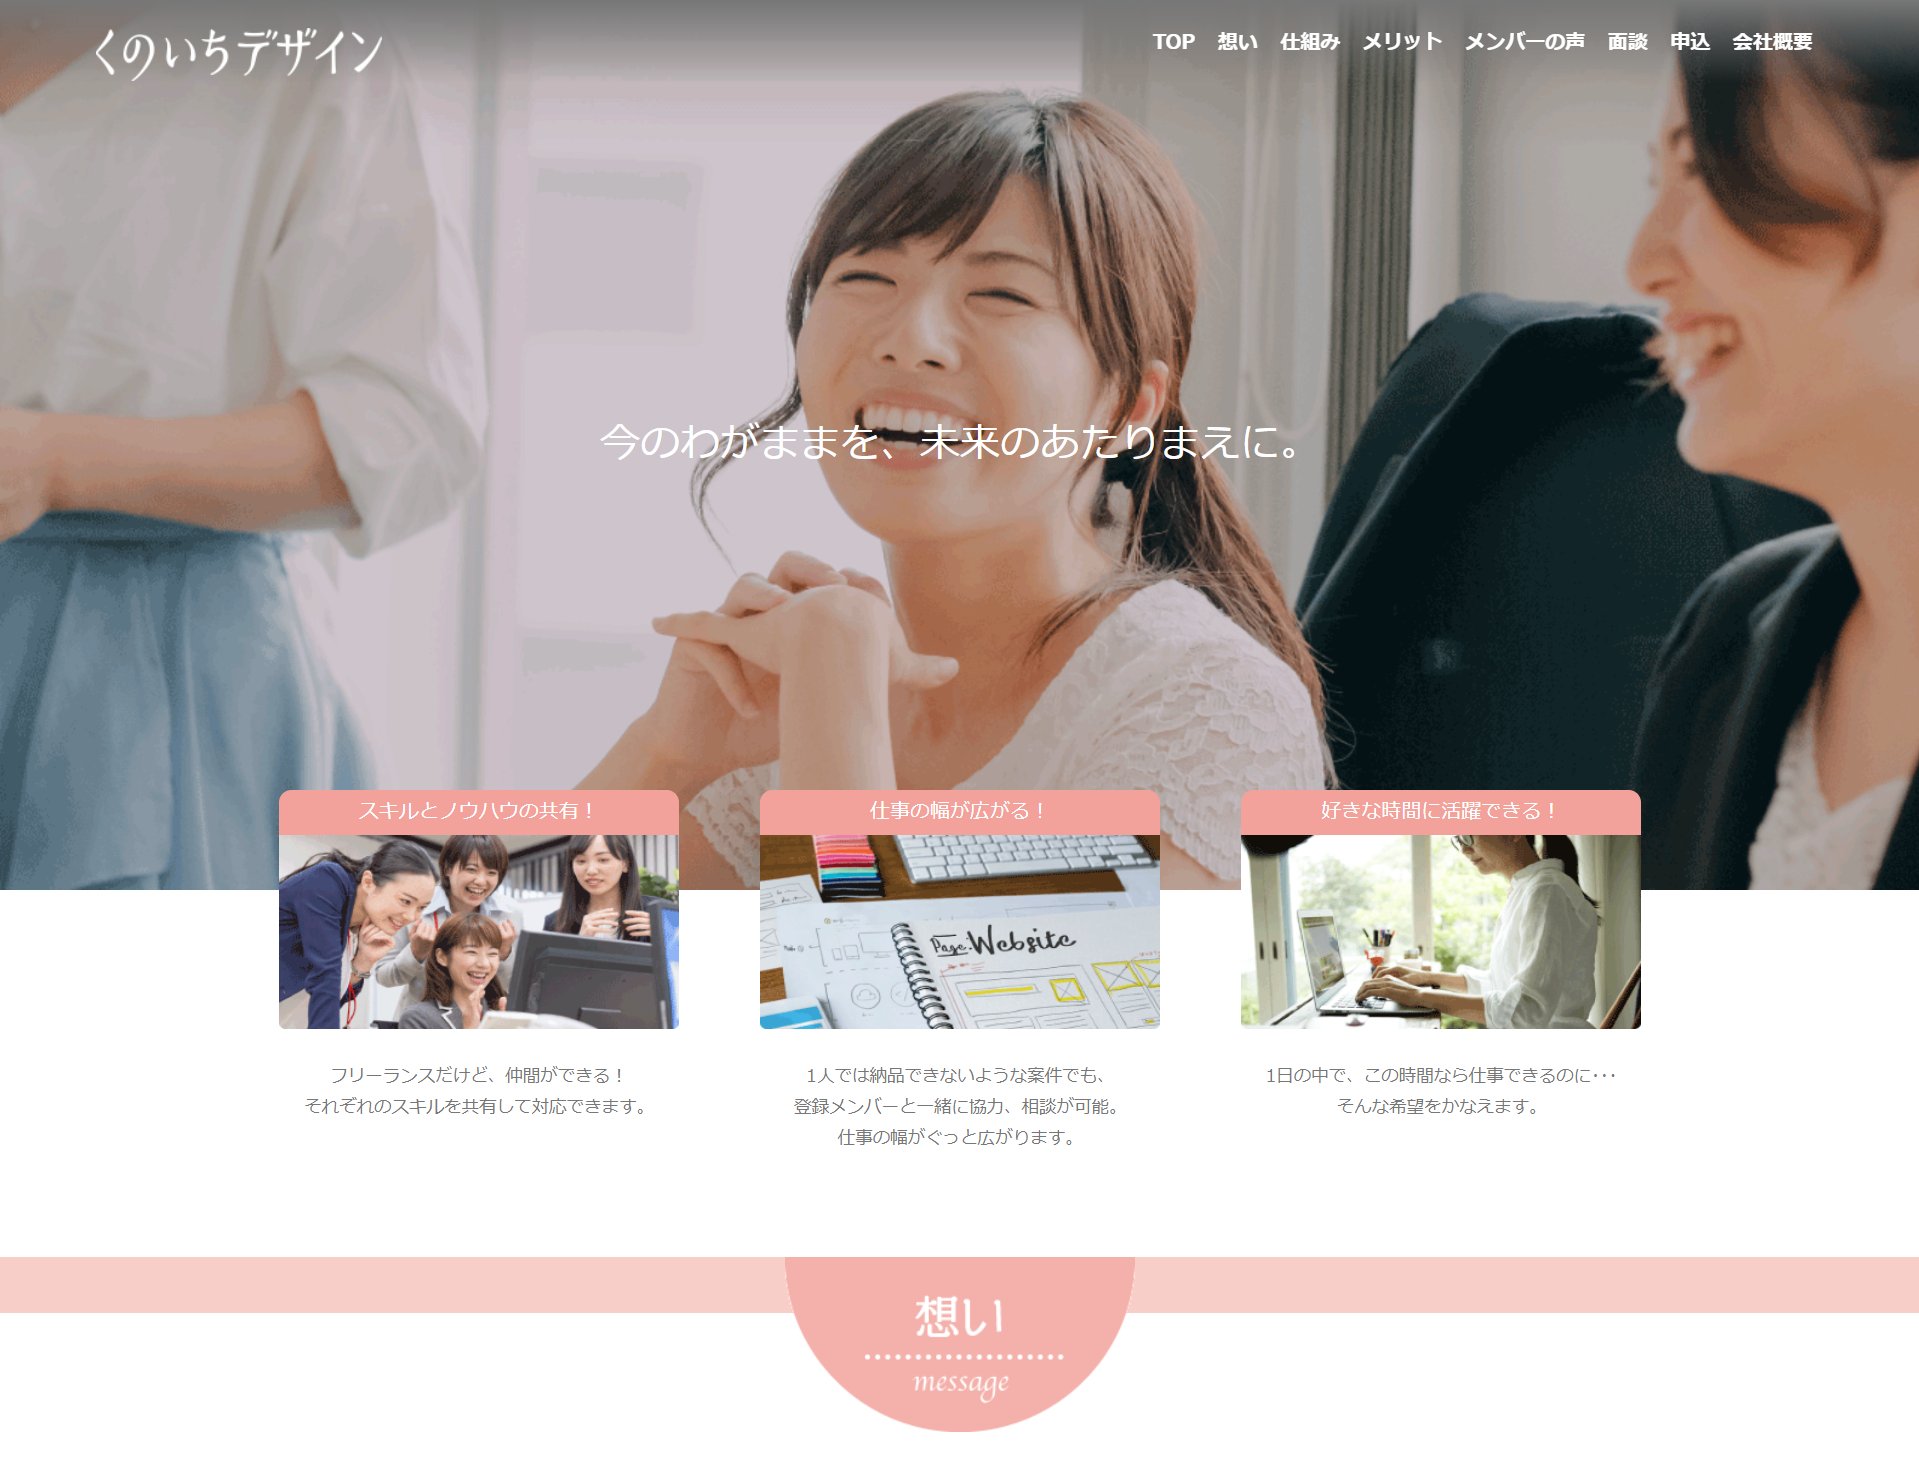 くのいちデザイン
TOP 想い 仕組み メリット メンバーの声 面談 申込 会社概要
今のわがままを、未来のあたりまえに。
スキルとノウハウの共有！
仕事の幅が広がる！
好きな時間に活躍できる！
Page: Website
フリーランスだけど、仲間ができる！
それぞれのスキルを共有して対応できます。
1人では納品できないような案件でも、
登録メンバーと一緒に協力、相談が可能。
仕事の幅がぐっと広がります。
1日の中で、この時間なら仕事できるのに･･･
そんな希望をかなえます。
想い
message